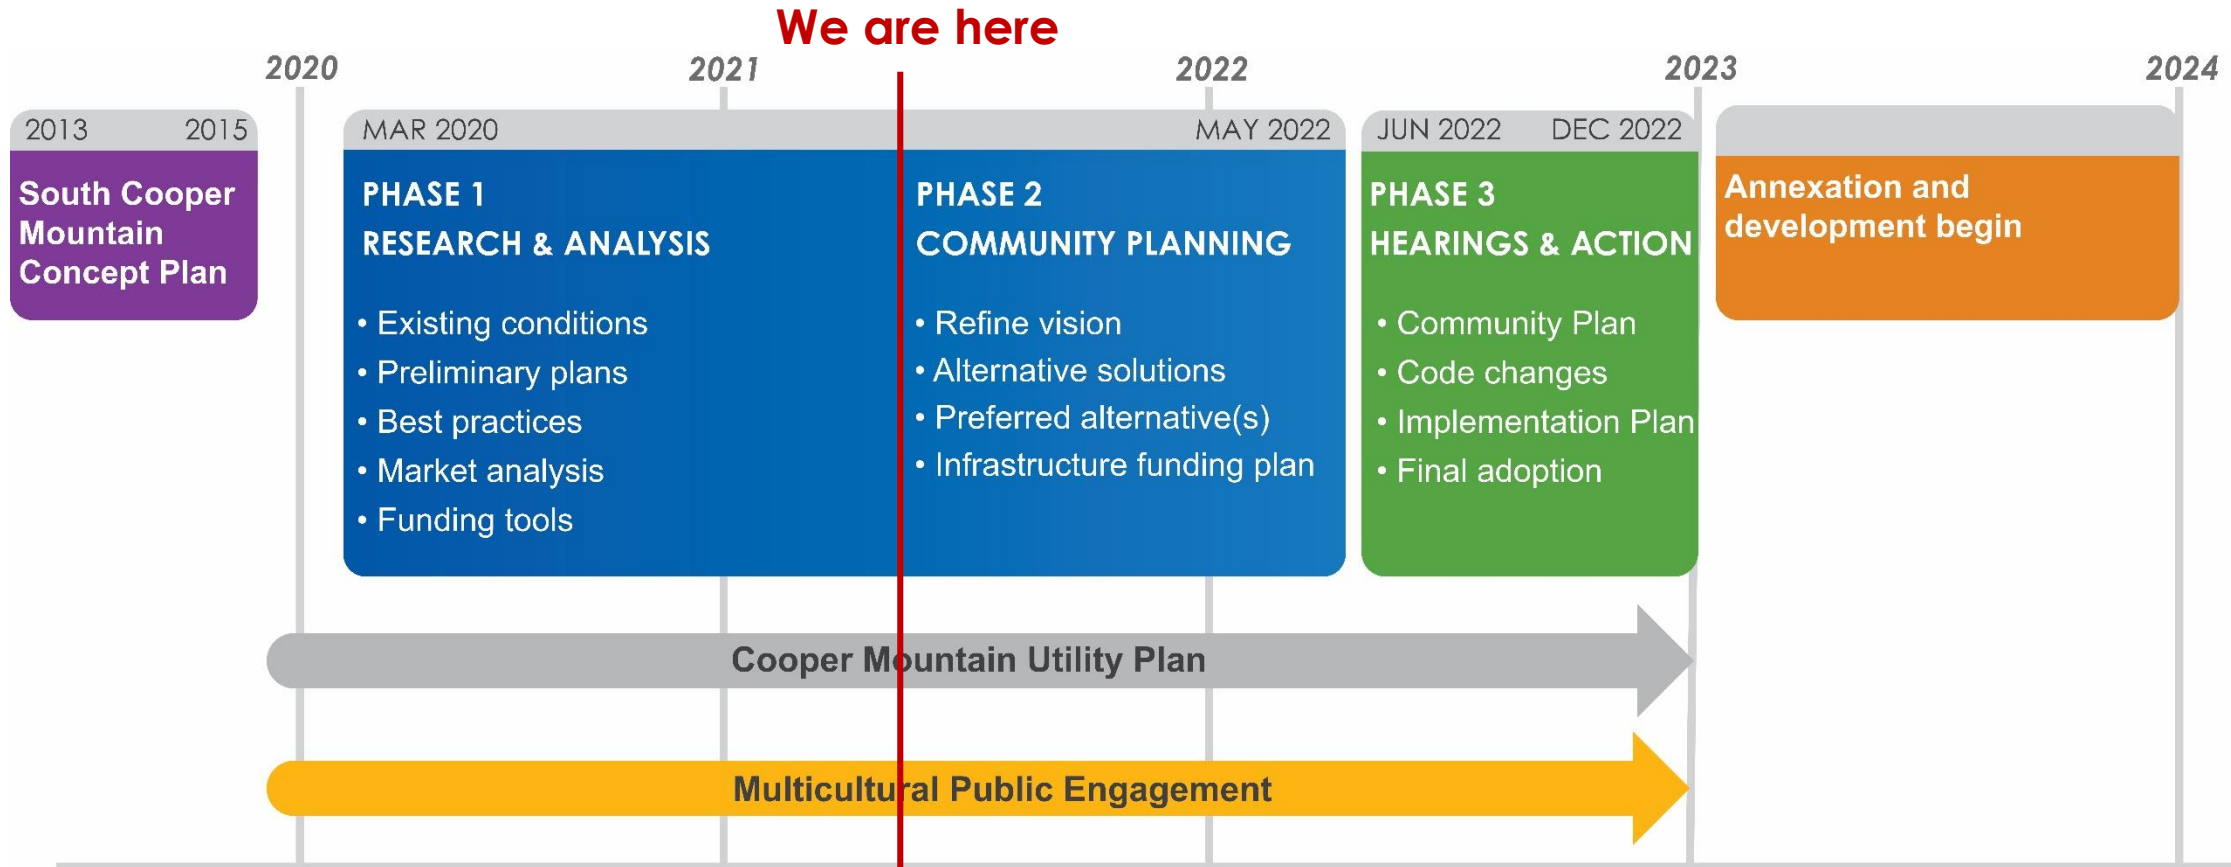 We are here
2020
2021
2022
2023
2024
2013 2015
South Cooper
Mountain
Concept Plan
MAR 2020 MAY 2022
PHASE 1
RESEARCH & ANALYSIS
• Existing conditions
• Preliminary plans
• Best practices
• Market analysis
• Funding tools
PHASE 2
COMMUNITY PLANNING
• Refine vision
• Alternative solutions
• Preferred alternative(s)
• Infrastructure funding plan
JUN 2022 DEC 2022
PHASE 3
HEARINGS & ACTION
• Community Plan
• Code changes
• Implementation Plan
• Final adoption
Annexation and
development begin
Cooper Mountain Utility Plan
Multicultural Public Engagement